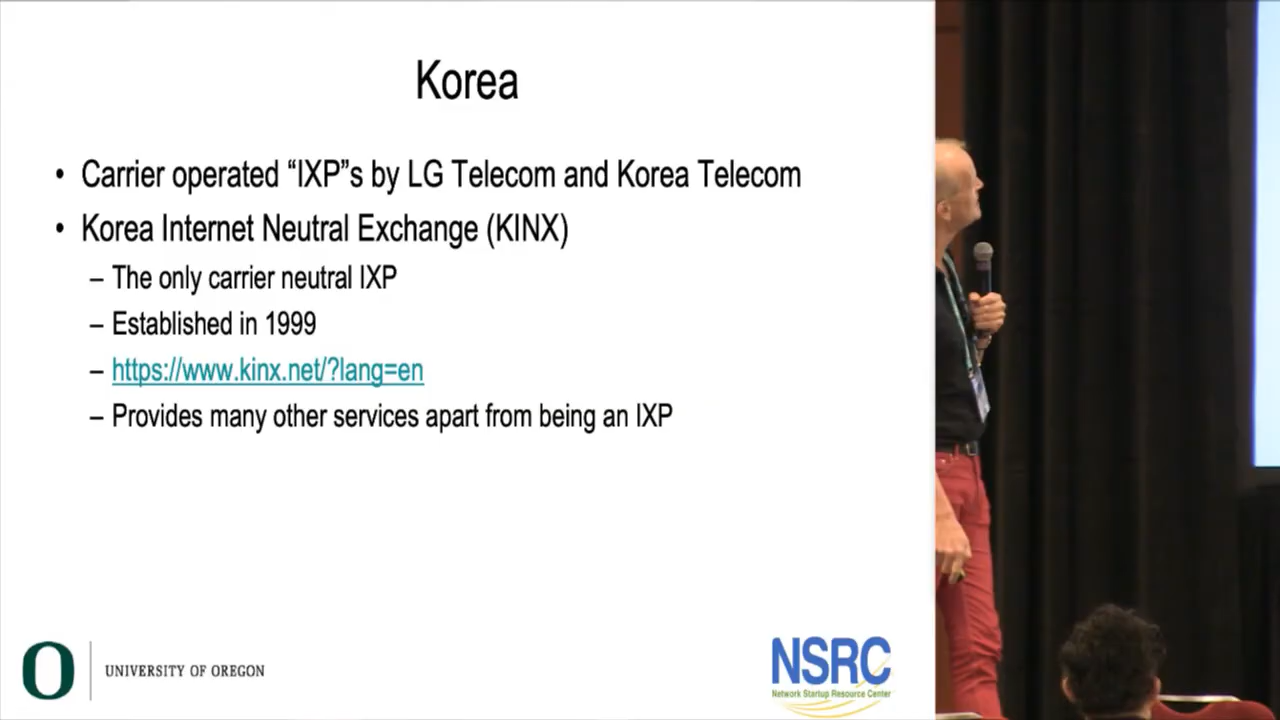 Korea
• Carrier operated “IXP”s by LG Telecom and Korea Telecom
• Korea Internet Neutral Exchange (KINX)
– The only carrier neutral IXP
– Established in 1999
– https://www.kinx.net/?lang=en
– Provides many other services apart from being an IXP
O
UNIVERSITY OF OREGON
NSRC
Network Startup Resource Center